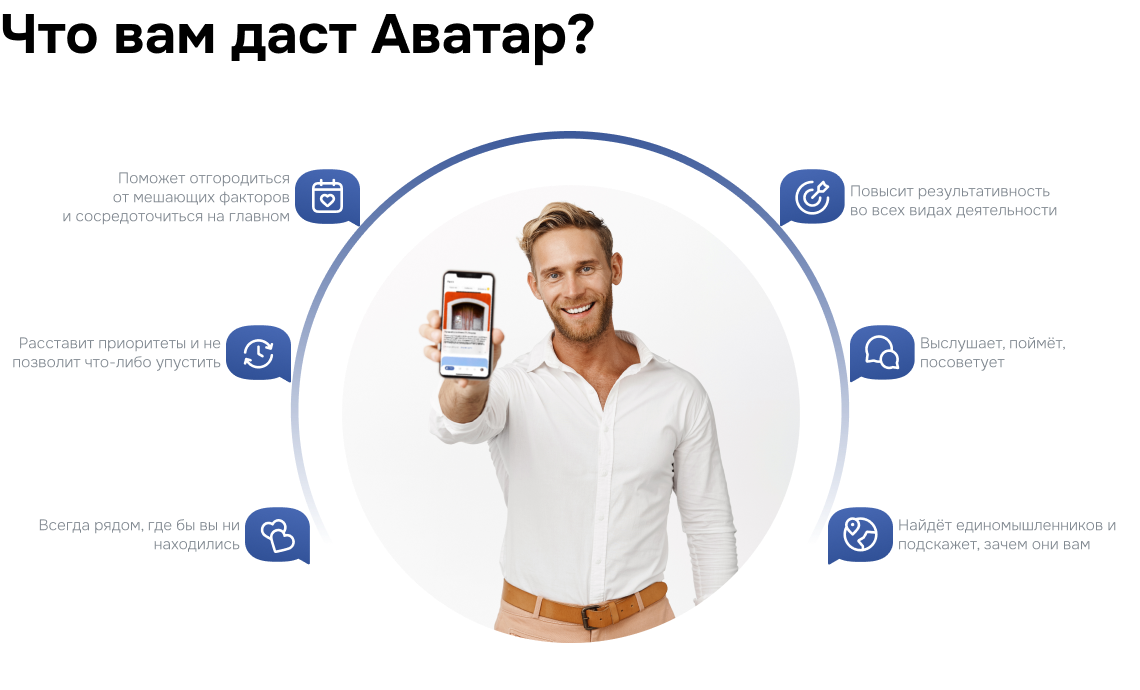 Что вам даст Аватар?
Поможет отгородиться
от мешающих факторов
и сосредоточиться на главном
Повысит результативность
во всех видах деятельности
Расставит приоритеты и не
позволит что-либо упустить
Выслушает, поймёт,
посоветует
Всегда рядом, где бы вы ни
находились
Найдёт единомышленников и
подскажет, зачем они вам